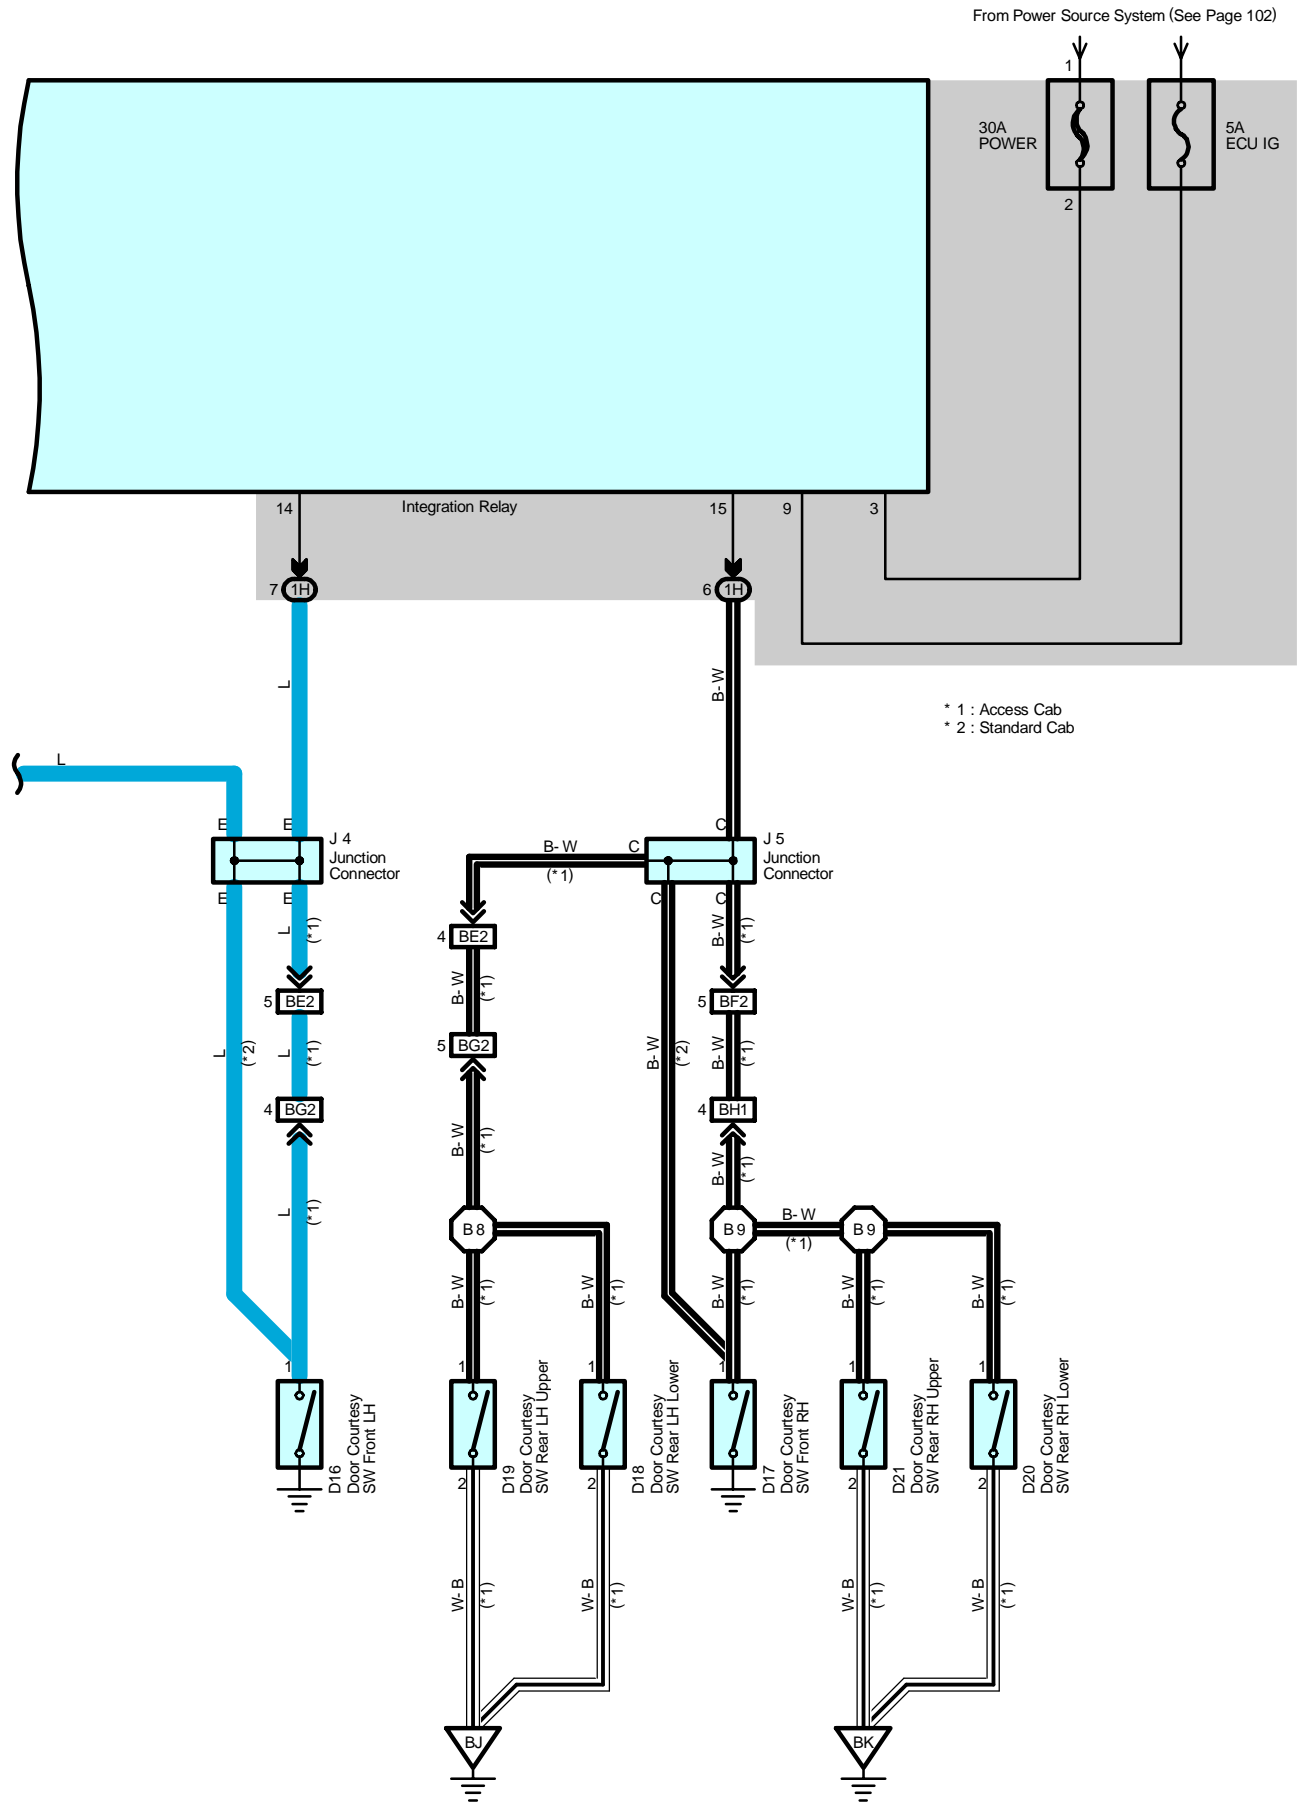 From Power Source System (See Page 102)
1
30A
POWER
5A
ECU IG
2
14
Integration Relay
15
9
3
7
1H
6
1H
L
B-W
* 1 : Access Cab
* 2 : Standard Cab
L
E
E
J 4
Junction
Connector
B-W
(*1)
C
C
J 5
Junction
Connector
E
E
C
C
L
(*1)
B-W
(*1)
4
BE2
5
BE2
5
BF2
B-W
(*1)
L
(*2)
L
(*1)
5
BG2
B-W
(*2)
B-W
(*1)
4
BG2
4
BH1
B-W
(*1)
B-W
(*1)
L
(*1)
B 8
B 9
B-W
(*1)
B 9
B-W
(*1)
B-W
(*1)
B-W
(*1)
B-W
(*1)
B-W
(*1)
1
1
1
1
1
1
D16
Door Courtesy
SW Front LH
D19
Door Courtesy
SW Rear LH Upper
D18
Door Courtesy
SW Rear LH Lower
D17
Door Courtesy
SW Front RH
D21
Door Courtesy
SW Rear RH Upper
D20
Door Courtesy
SW Rear RH Lower
2
2
2
2
W-B
(*1)
W-B
(*1)
W-B
(*1)
W-B
(*1)
BJ
BK